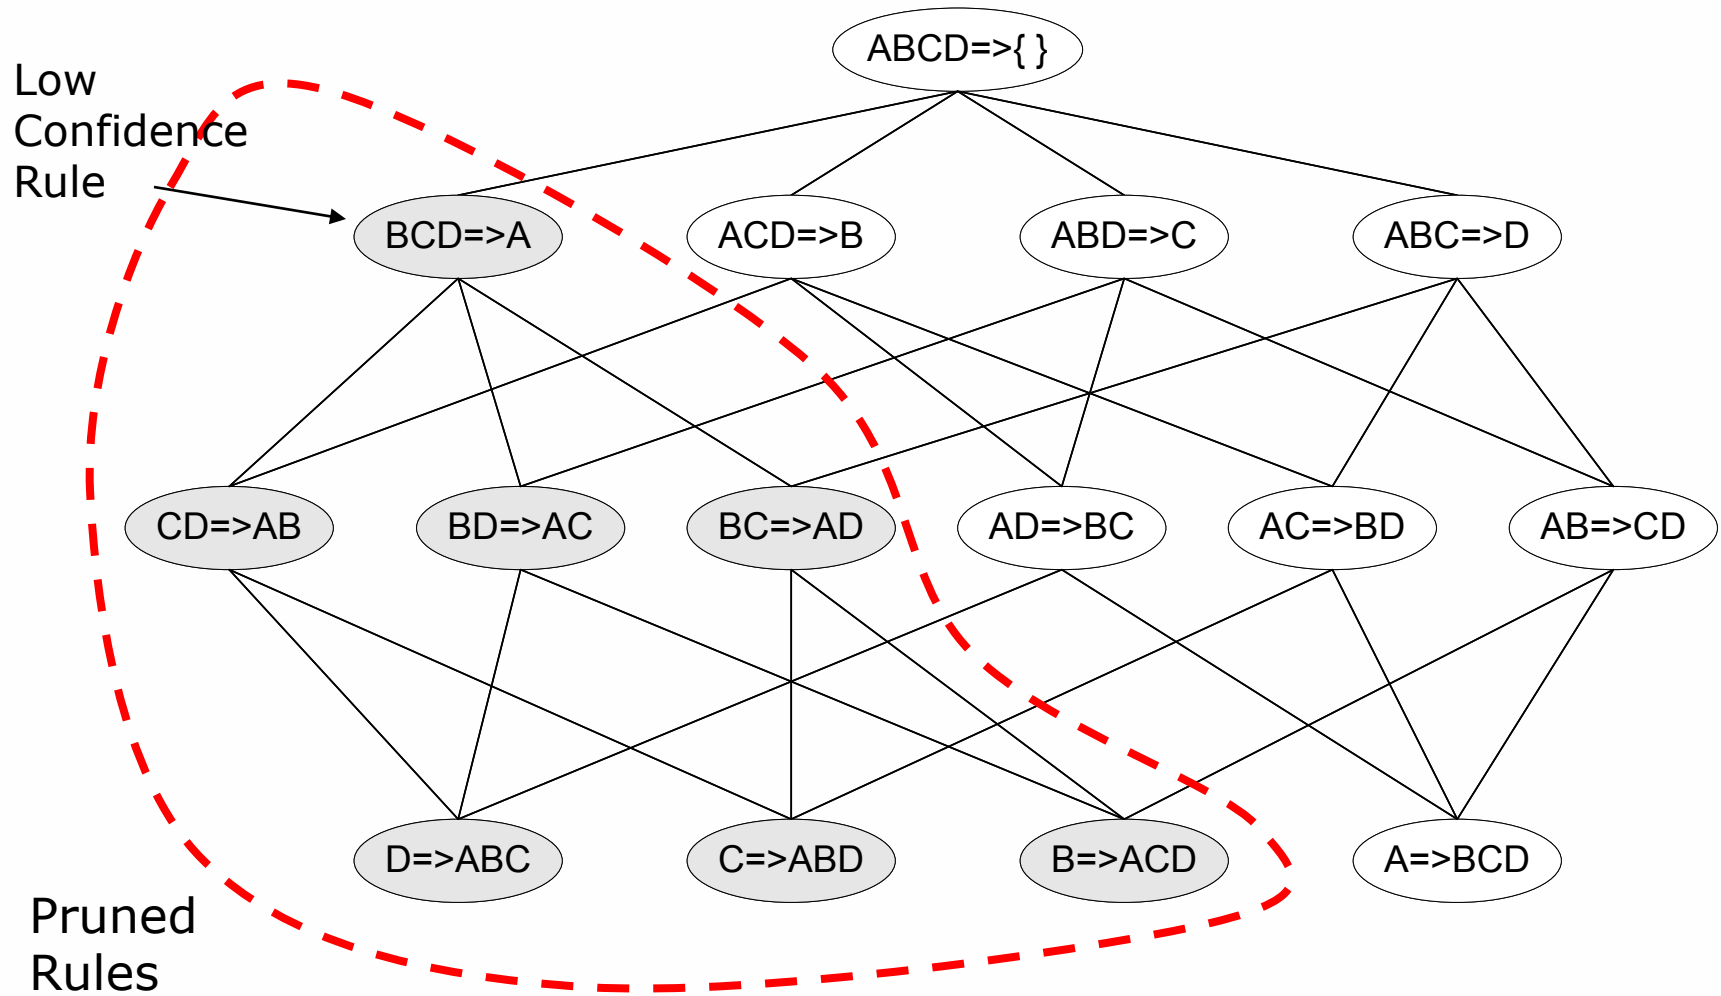 ABCD=>{ }
Low
Confidence
Rule
BCD=>A
ACD=>B
ABD=>C
ABC=>D
CD=>AB
BD=>AC
BC=>AD
AD=>BC
AC=>BD
AB=>CD
D=>ABC
C=>ABD
B=>ACD
A=>BCD
Pruned
Rules